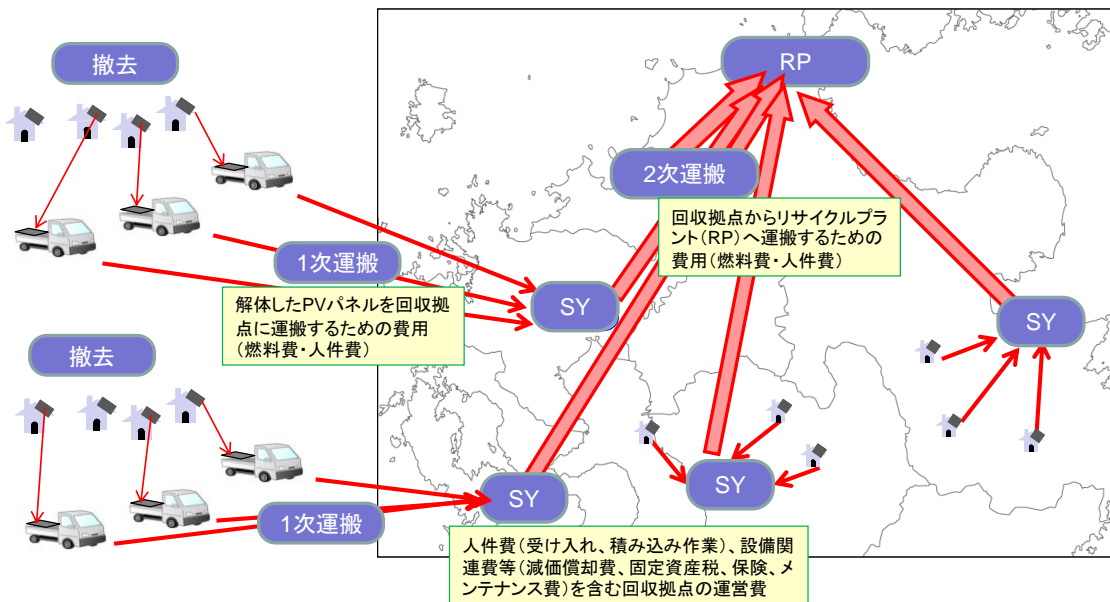 撤去
RP
2次運搬
回収拠点からリサイクルプラ
ント(RP)へ運搬するための
費用(燃料費・人件費)
1次運搬
解体したPVパネルを回収拠
点に運搬するための費用
(燃料費・人件費)
SY
SY
撤去
SY
SY
1次運搬
人件費(受け入れ、積み込み作業)、設備関
連費等(減価償却費、固定資産税、保険、メ
ンテナンス費)を含む回収拠点の運営費